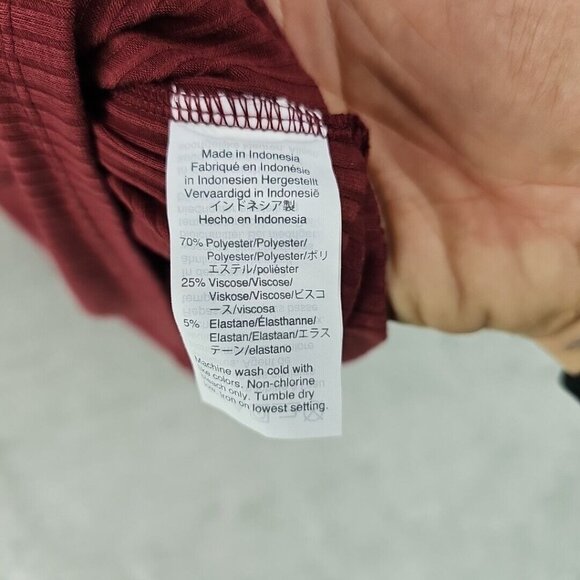 Made in Indonesia
Fabriqué en Indonésie
in Indonesien Hergestellt
Vervaardigd in Indonesië
インドネシア製
Hecho en Indonesia
70% Polyester/Polyester/
Polyester/Polyester/ポリ
エステル/poliéster
25% Viscose/Viscose/
Viskose/Viscose/ビスコ
ース/viscosa
5% Elastane/Élasthanne/
Elastan/Elastaan/エラス
テーン/elastano
Machine wash cold with
like colors. Non-chlorine
bleach only. Tumble dry
Iron on lowest setting.